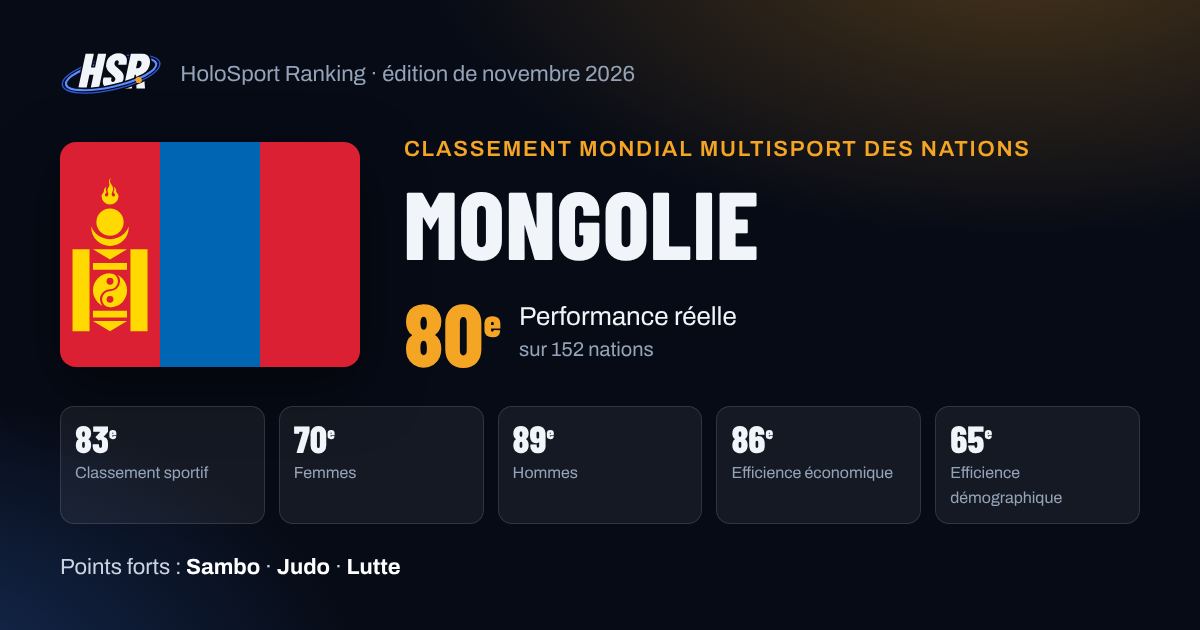 HSR
HoloSport Ranking · édition de novembre 2026
CLASSEMENT MONDIAL MULTISPORT DES NATIONS
MONGOLIE
80e Performance réelle
sur 152 nations
83e
Classement sportif
70e
Femmes
89e
Hommes
86e
Efficience économique
65e
Efficience
démographique
Points forts : Sambo · Judo · Lutte